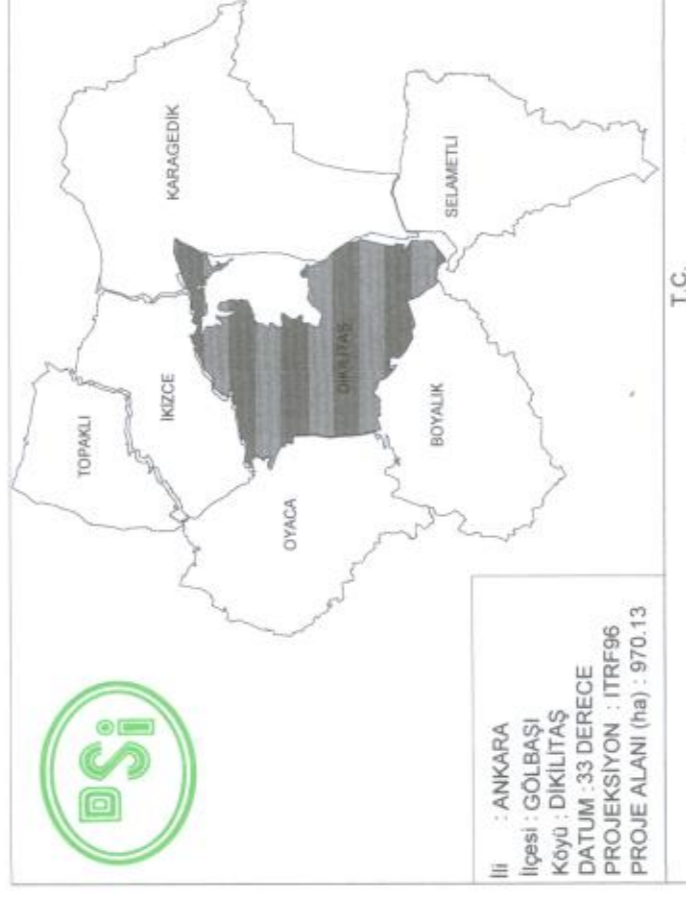 DSİ
TOPAKLI
İKİZCE
KARAGEDİK
OYACA
DİKİLİTAŞ
BOYALIK
SELAMETLİ
İli : ANKARA
İlçesi : GÖLBAŞI
Köyü : DİKİLİTAŞ
DATUM :33 DERECE
PROJEKSİYON : ITRF96
PROJE ALANI (ha) : 970.13
T.C.